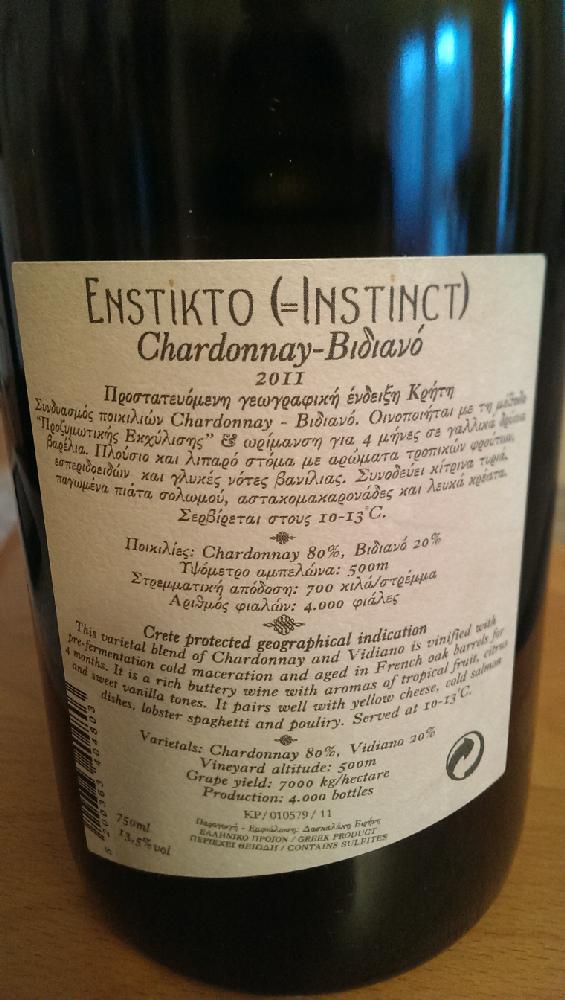 ENSTIKTO (=INSTINCT)
Chardonnay-Βιδιανό
2011
Προστατευόμενη γεωγραφική ένδειξη Κρήτη
Συνδυασμός ποικιλιών Chardonnay - Βιδιανό. Οινοποιήται με τη μέθοδο
"Προζυμωτικής Εκχύλισης" & ωρίμανση για 4 μήνες σε γαλλικά δρύινα
βαρέλια. Πλούσιο και λιπαρό στόμα με αρώματα τροπικών φρούτων,
εσπεριδοειδών και γλυκές νότες βανίλιας. Συνοδεύει κίτρινα τυριά,
παγωμένα πιάτα σολωμού, αστακομακαρονάδες και λευκά κρέατα.
Σερβίρεται στους 10-13°C.
Ποικιλίες: Chardonnay 80%, Βιδιανό 20%
Υψόμετρο αμπελώνα: 500m
Στρεμματική απόδοση: 700 κιλά/στρέμμα
Αριθμός φιαλών: 4.000 φιάλες
Crete protected geographical indication
This varietal blend of Chardonnay and Vidiano is vinified with
pre-fermentation cold maceration and aged in French oak barrels for
4 months. It is a rich buttery wine with aromas of tropical fruit, citrus
and sweet vanilla tones. It pairs well with yellow cheese, cold salmon
dishes, lobster spaghetti and poultry. Served at 10-13°C.
Varietals: Chardonnay 80%, Vidiano 20%
Vineyard altitude: 500m
Grape yield: 7000 kg/hectare
Production: 4.000 bottles
KP/ 010579 / 11
Παραγωγή - Εμφιάλωση: Δασκαλάκη Ειρήνη
ΕΛΛΗΝΙΚΟ ΠΡΟΪΟΝ / GREEK PRODUCT
ΠΕΡΙΕΧΕΙ ΘΕΙΩΔΗ / CONTAINS SULFITES
750ml
13,5% vol